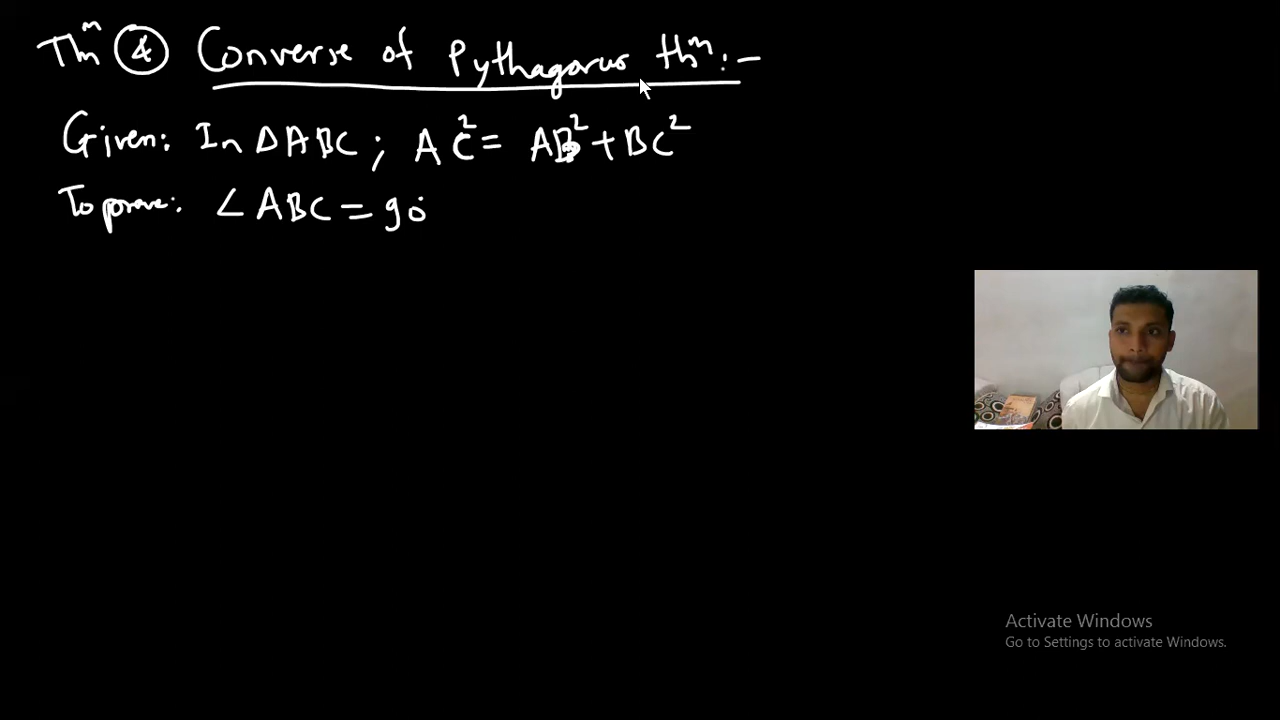 Thm ④ Converse of Pythagorus thm :-
Given: In ΔABC ; AC² = AB² + BC²
To prove: ∠ABC = 90°
Activate Windows
Go to Settings to activate Windows.